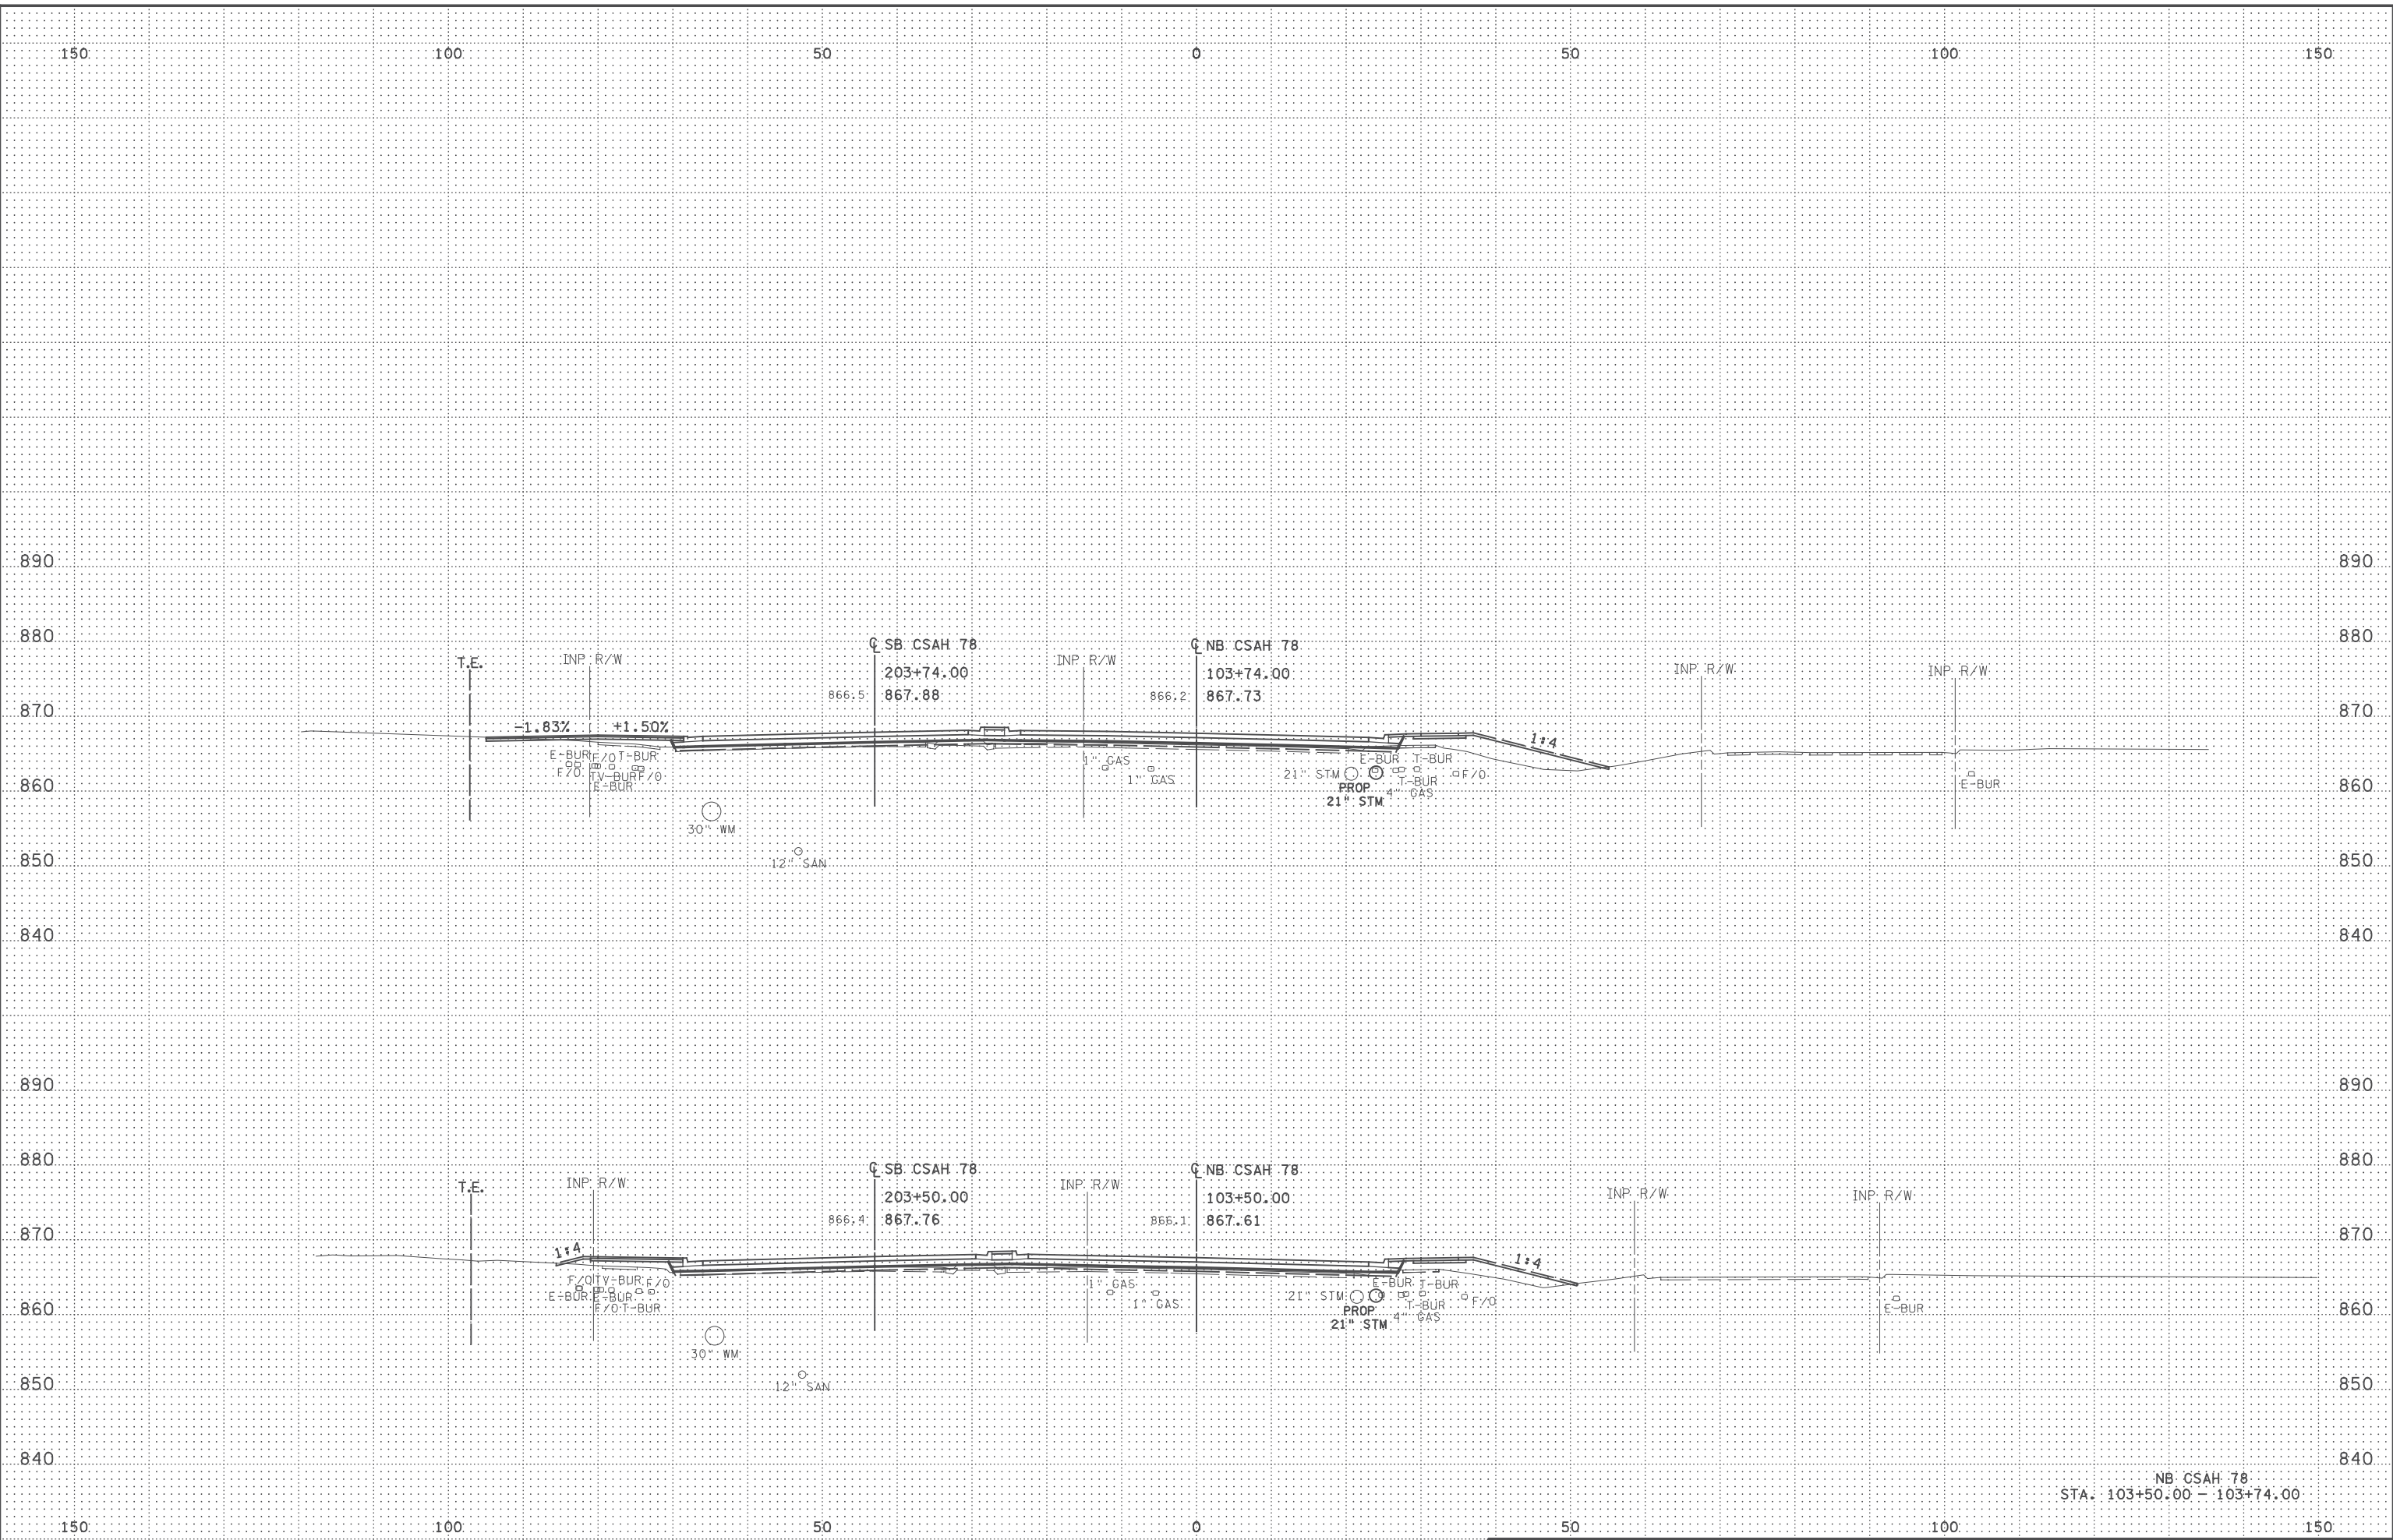 150 100 50 0 50 100 150
890 890
880 880
℄ SB CSAH 78 ℄ NB CSAH 78
T.E. INP R/W 203+74.00 INP R/W 103+74.00 INP R/W INP R/W
866.5 867.88 866.2 867.73
870 870
-1.83% +1.50% 1:4
E-BUR F/O T-BUR 1" GAS E-BUR T-BUR
F/O TV-BUR F/O 1" GAS 21" STM T-BUR F/O
860 E-BUR PROP 4" GAS E-BUR 860
21" STM
30" WM
850 12" SAN 850
840 840
890 890
880 880
℄ SB CSAH 78 ℄ NB CSAH 78
T.E. INP R/W 203+50.00 INP R/W 103+50.00 INP R/W INP R/W
866.4 867.76 866.1 867.61
870 870
1:4 1:4
F/O TV-BUR F/O 1" GAS E-BUR T-BUR
E-BUR E-BUR 1" GAS 21" STM T-BUR F/O
860 F/O T-BUR PROP 4" GAS E-BUR 860
21" STM
30" WM
850 12" SAN 850
840 840
NB CSAH 78
STA. 103+50.00 - 103+74.00
150 100 50 0 50 100 150